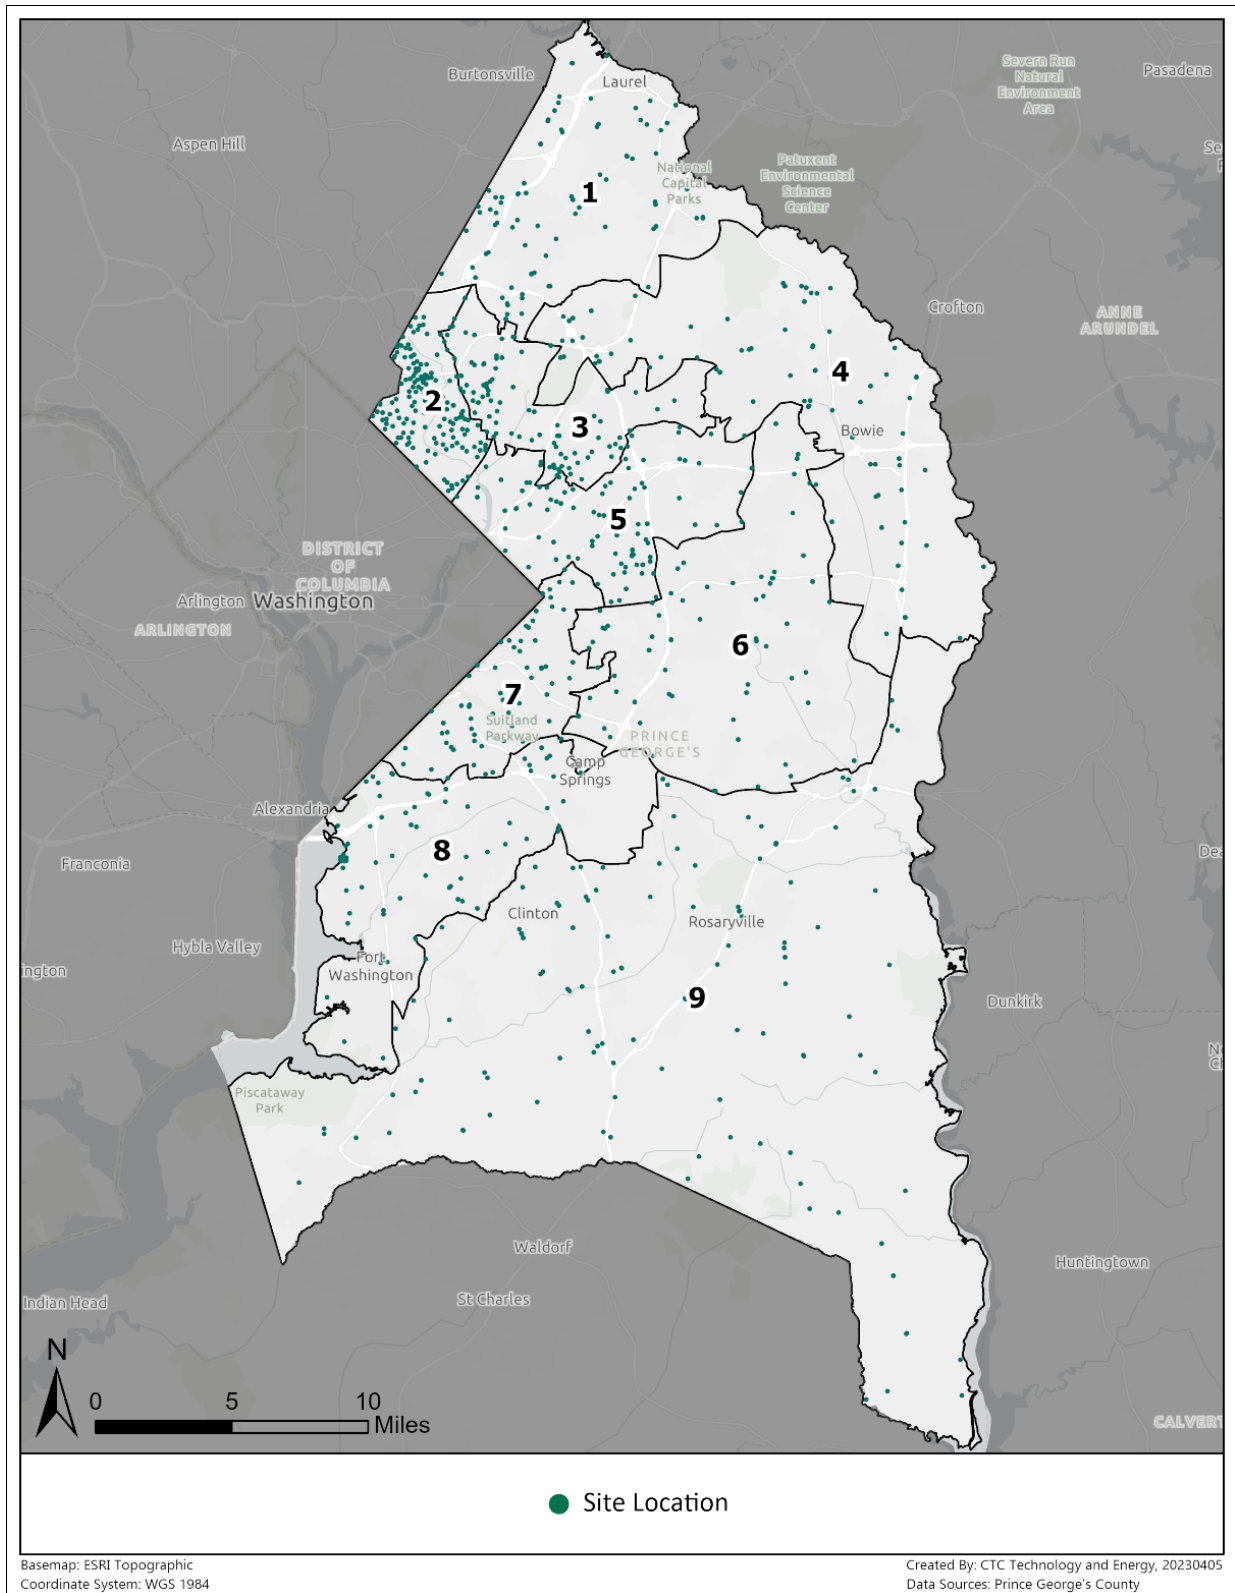 Burtonsville
Laurel
Severn Run
Natural
Environment
Area
Pasadena
Aspen Hill
National
Capital
Parks
Patuxent
Environmental
Science
Center
1
Crofton
ANNE
ARUNDEL
4
2
3
Bowie
5
DISTRICT
OF
COLUMBIA
Arlington
Washington
ARLINGTON
6
7
Suitland
Parkway
PRINCE
GEORGE'S
Camp
Springs
Alexandria
8
Franconia
Clinton
Rosaryville
Hybla Valley
Fort
Washington
ington
9
Dunkirk
Piscataway
Park
Waldorf
Huntingtown
St Charles
Indian Head
N
0 5 10
Miles
CALVERT
Site Location
Basemap: ESRI Topographic
Coordinate System: WGS 1984
Created By: CTC Technology and Energy, 20230405
Data Sources: Prince George's County